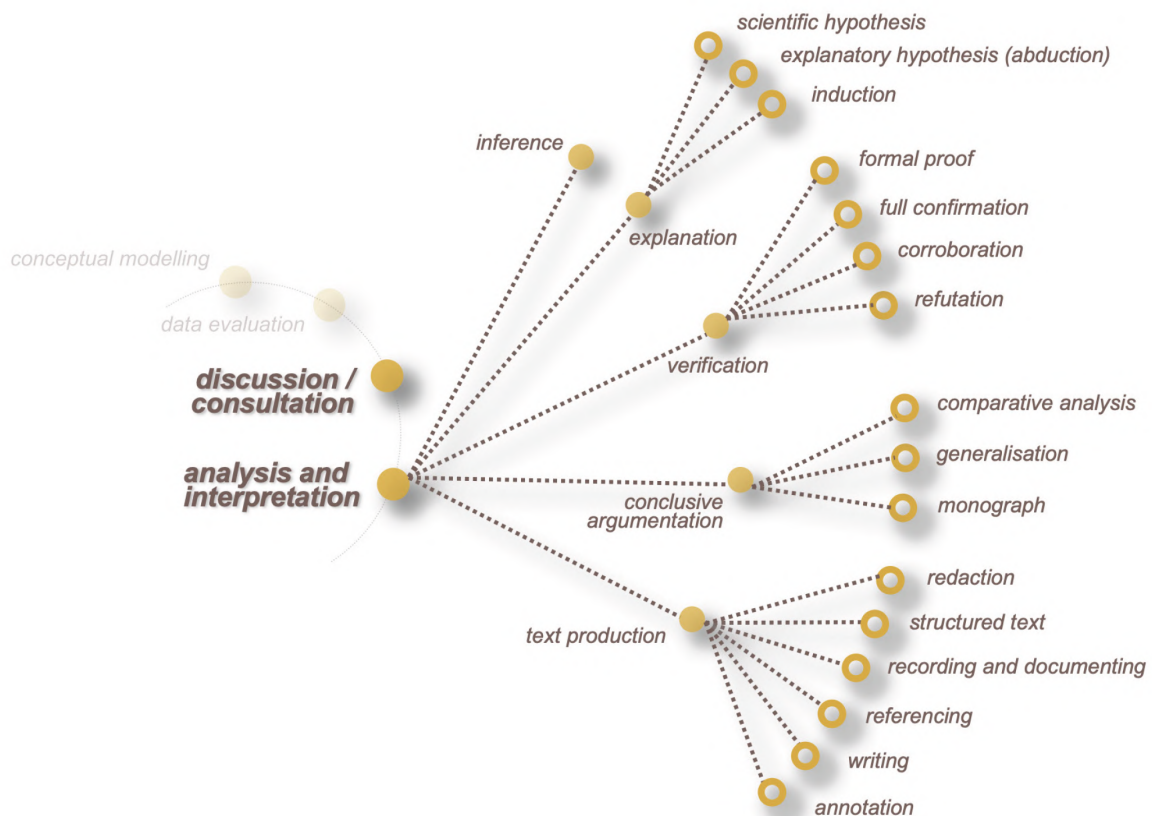 scientific hypothesis
explanatory hypothesis (abduction)
induction
inference
explanation
formal proof
full confirmation
corroboration
refutation
verification
conceptual modelling
data evaluation
discussion /
consultation
analysis and
interpretation
comparative analysis
generalisation
monograph
conclusive
argumentation
redaction
structured text
recording and documenting
referencing
writing
annotation
text production